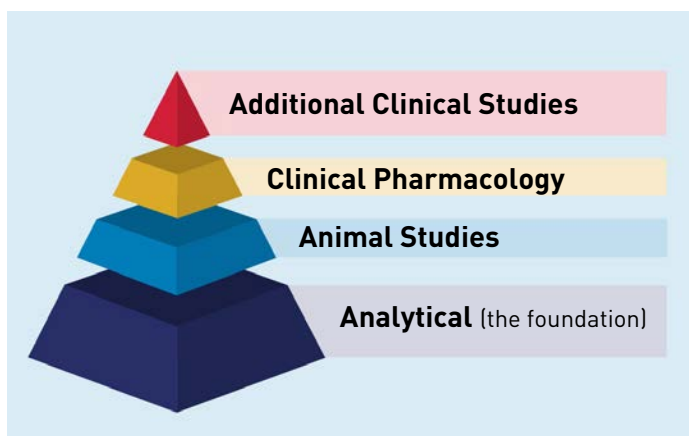 Additional Clinical Studies
Clinical Pharmacology
Animal Studies
Analytical (the foundation)